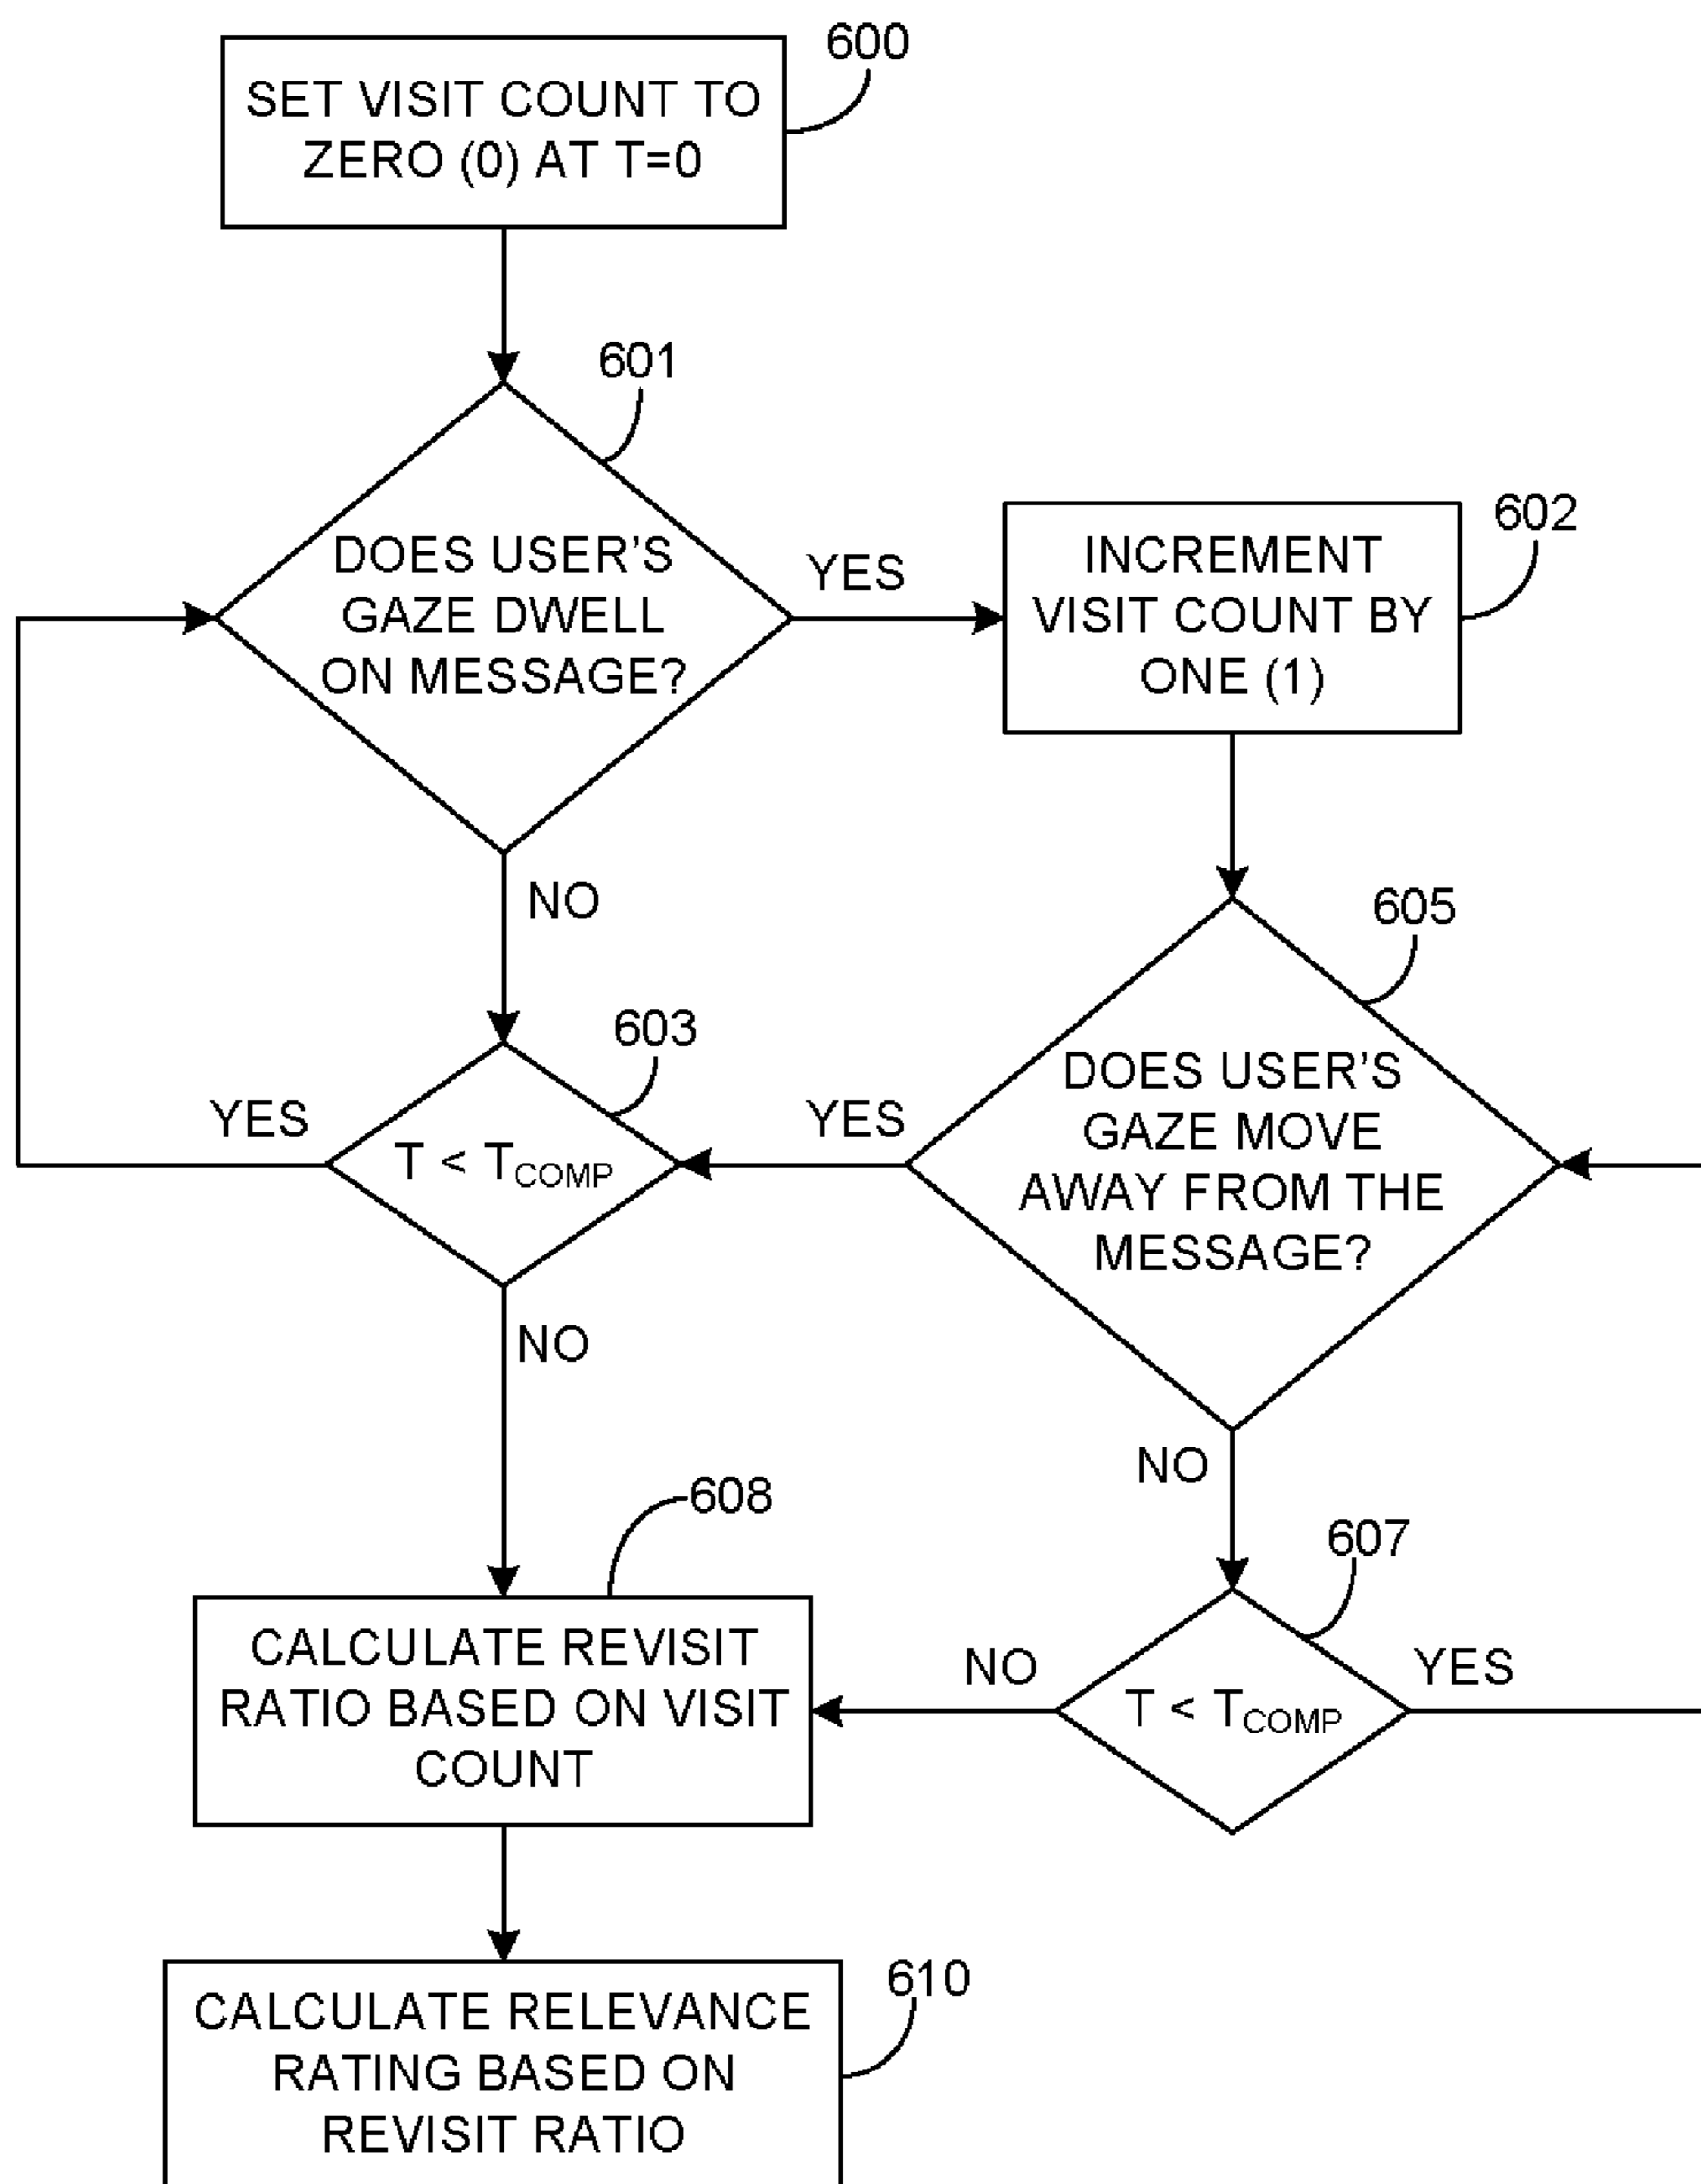 600
SET VISIT COUNT TO
ZERO (0) AT T=0
601
DOES USER'S
GAZE DWELL
ON MESSAGE?
YES
602
INCREMENT
VISIT COUNT BY
ONE (1)
NO
605
DOES USER'S
GAZE MOVE
AWAY FROM THE
MESSAGE?
YES
603
T < TCOMP
YES
NO
NO
607
T < TCOMP
YES
NO
608
CALCULATE REVISIT
RATIO BASED ON VISIT
COUNT
610
CALCULATE RELEVANCE
RATING BASED ON
REVISIT RATIO